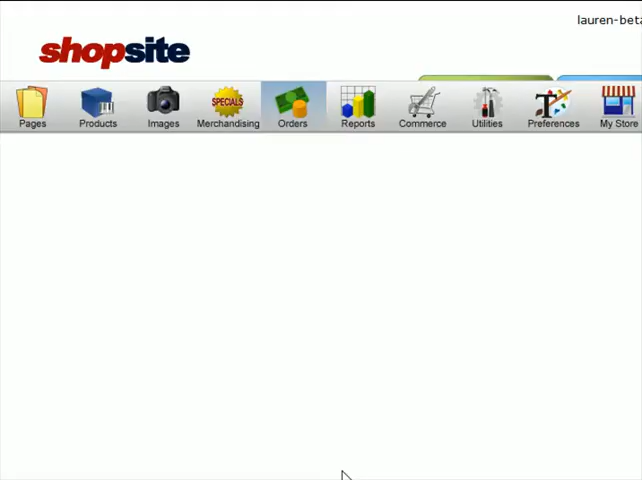 lauren-beta
shopsite
SPECIALS
Pages Products Images Merchandising Orders Reports Commerce Utilities Preferences My Store